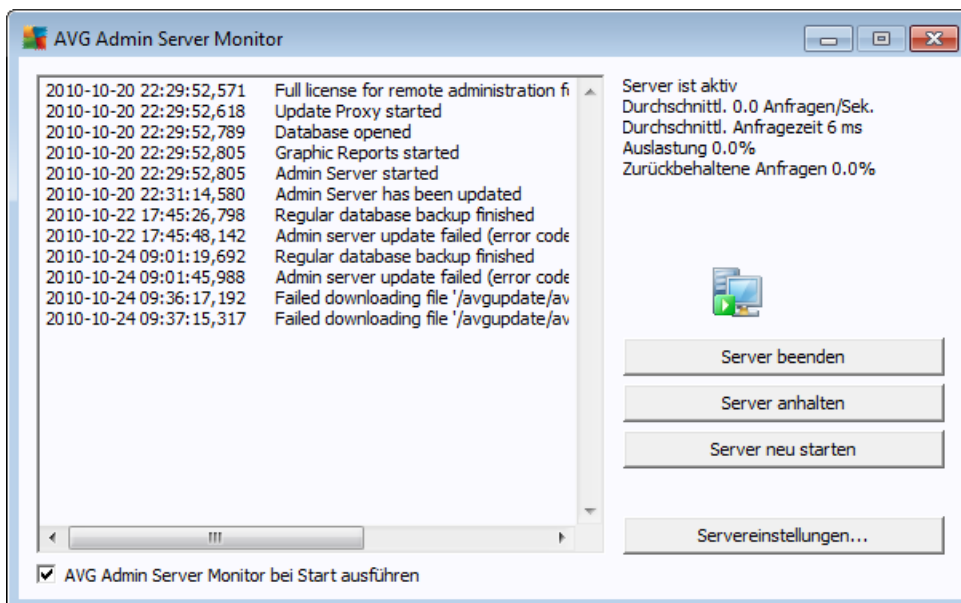 AVG Admin Server Monitor
2010-10-20 22:29:52,571 Full license for remote administration
2010-10-20 22:29:52,618 Update Proxy started
2010-10-20 22:29:52,789 Database opened
2010-10-20 22:29:52,805 Graphic Reports started
2010-10-20 22:29:52,805 Admin Server started
2010-10-20 22:31:14,580 Admin Server has been updated
2010-10-22 17:45:26,798 Regular database backup finished
2010-10-22 17:45:48,142 Admin server update failed (error code
2010-10-24 09:01:19,692 Regular database backup finished
2010-10-24 09:01:45,988 Admin server update failed (error code
2010-10-24 09:36:17,192 Failed downloading file '/avgupdate/av
2010-10-24 09:37:15,317 Failed downloading file '/avgupdate/av
Server ist aktiv
Durchschnittl. 0.0 Anfragen/Sek.
Durchschnittl. Anfragezeit 6 ms
Auslastung 0.0%
Zurückbehaltene Anfragen 0.0%
Server beenden
Server anhalten
Server neu starten
Servereinstellungen...
AVG Admin Server Monitor bei Start ausführen